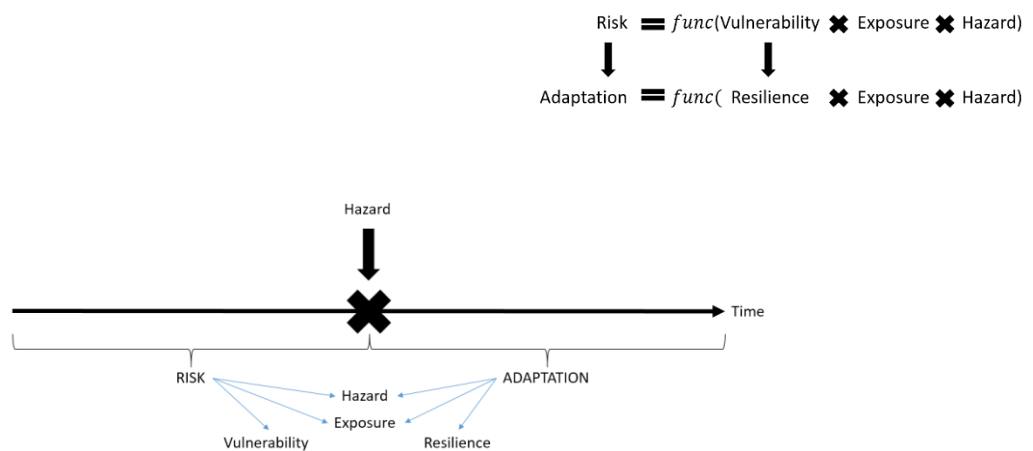 Risk = func(Vulnerability ✖ Exposure ✖ Hazard)
Adaptation = func( Resilience ✖ Exposure ✖ Hazard)
Hazard
Time
RISK ADAPTATION
Hazard
Exposure
Vulnerability Resilience